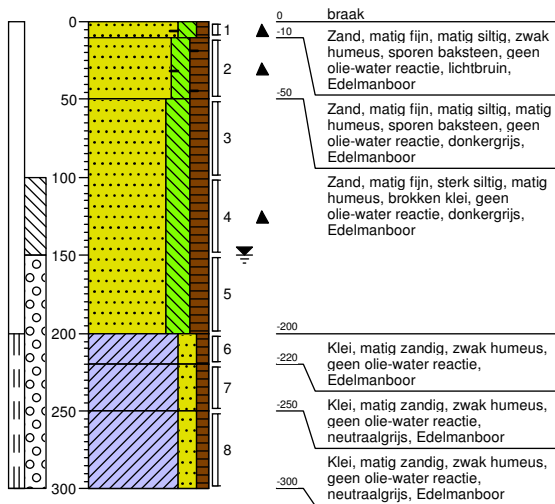 0
50
100
150
200
250
300
1
2
3
4
5
6
7
8
0
braak
-10
Zand, matig fijn, matig siltig, zwak
humeus, sporen baksteen, geen
olie-water reactie, lichtbruin,
Edelmanboor
-50
Zand, matig fijn, matig siltig, matig
humeus, sporen baksteen, geen
olie-water reactie, donkergrijs,
Edelmanboor
Zand, matig fijn, sterk siltig, matig
humeus, brokken klei, geen
olie-water reactie, donkergrijs,
Edelmanboor
-200
Klei, matig zandig, zwak humeus,
geen olie-water reactie,
Edelmanboor
-220
Klei, matig zandig, zwak humeus,
geen olie-water reactie,
neutraalgrijs, Edelmanboor
-250
Klei, matig zandig, zwak humeus,
geen olie-water reactie,
neutraalgrijs, Edelmanboor
-300